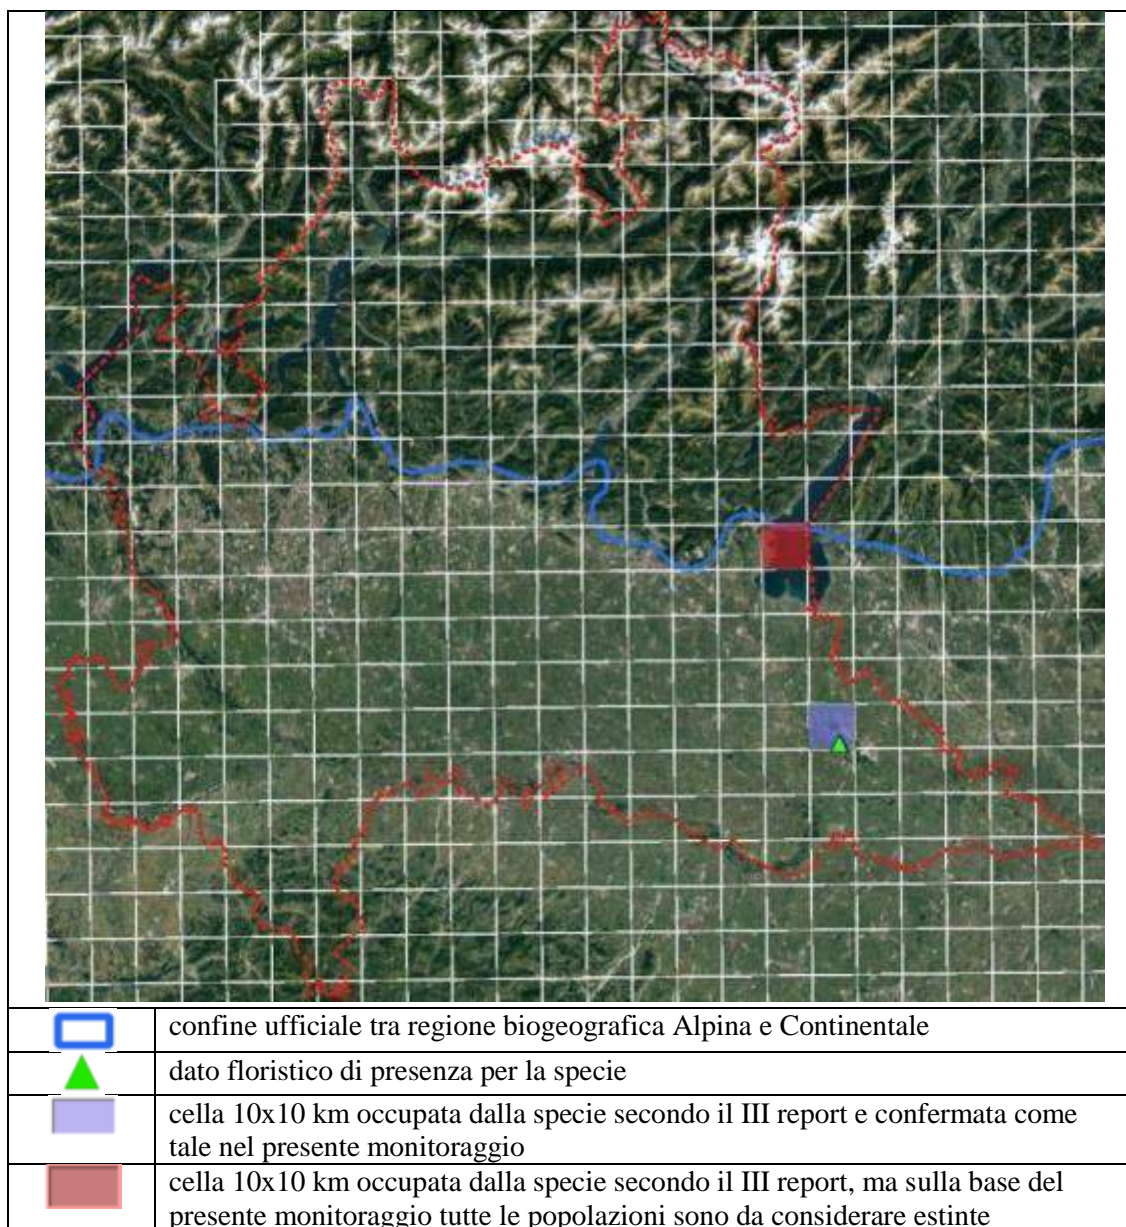 confine ufficiale tra regione biogeografica Alpina e Continentale
dato floristico di presenza per la specie
cella 10x10 km occupata dalla specie secondo il III report e confermata come
tale nel presente monitoraggio
cella 10x10 km occupata dalla specie secondo il III report, ma sulla base del
presente monitoraggio tutte le popolazioni sono da considerare estinte